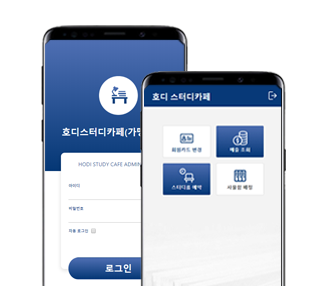 호디스터디카페(가맹
HODI STUDY CAFE ADMIN
아이디
비밀번호
자동 로그인
로그인
호디 스터디카페
회원카드 변경
매출 조회
스터디룸 예약
사물함 배정